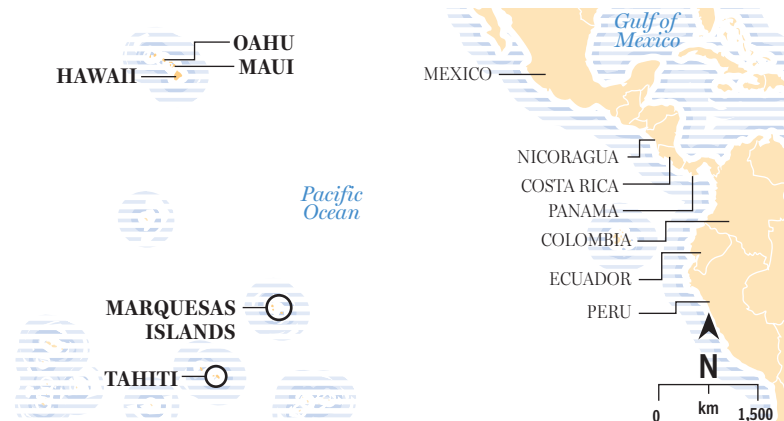 OAHU
MAUI
HAWAII
Gulf of
Mexico
MEXICO
NICORAGUA
COSTA RICA
PANAMA
COLOMBIA
ECUADOR
PERU
Pacific
Ocean
MARQUESAS
ISLANDS
TAHITI
N
0 km 1,500